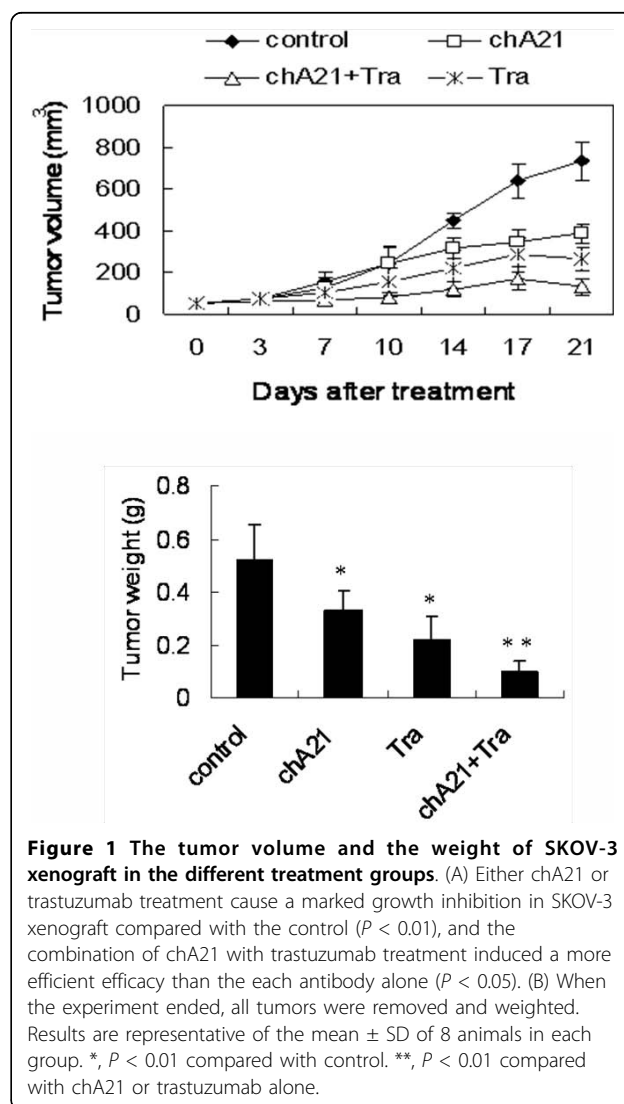 control chA21
chA21+Tra Tra
Tumor volume (mm³)
1000
800
600
400
200
0
0 3 7 10 14 17 21
Days after treatment
Tumor weight (g)
0.8
0.6
0.4
0.2
0
* * * *
control chA21 Tra chA21+Tra
Figure 1 The tumor volume and the weight of SKOV-3
xenograft in the different treatment groups. (A) Either chA21 or
trastuzumab treatment cause a marked growth inhibition in SKOV-3
xenograft compared with the control (P < 0.01), and the
combination of chA21 with trastuzumab treatment induced a more
efficient efficacy than the each antibody alone (P < 0.05). (B) When
the experiment ended, all tumors were removed and weighted.
Results are representative of the mean ± SD of 8 animals in each
group. *, P < 0.01 compared with control. **, P < 0.01 compared
with chA21 or trastuzumab alone.